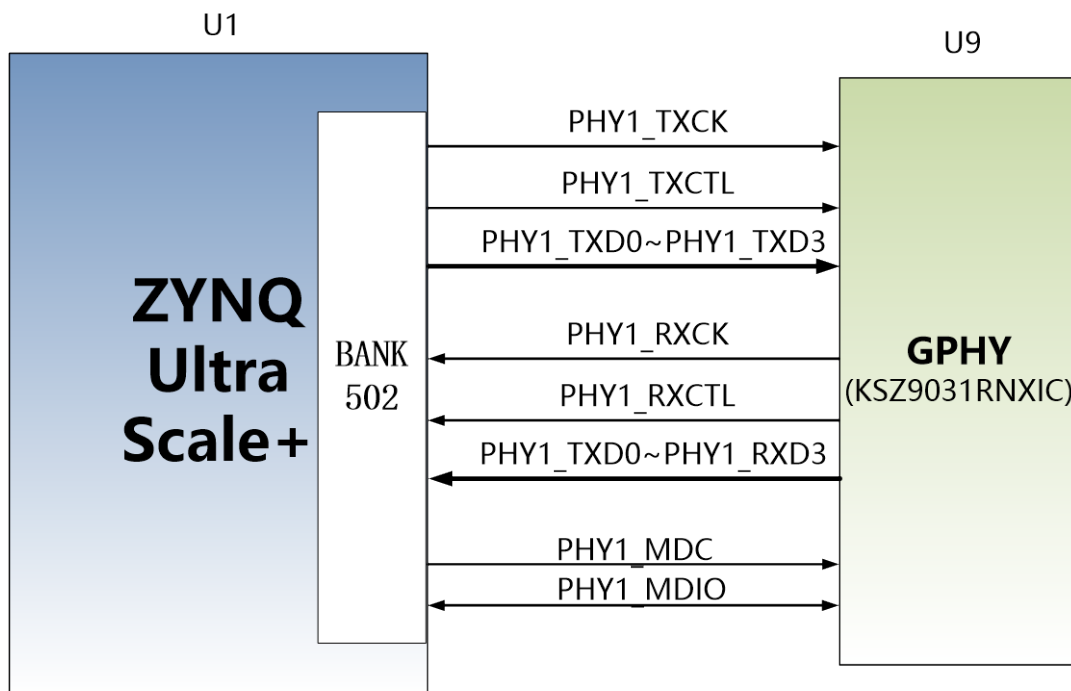 U1
U9
PHY1_TXCK
PHY1_TXCTL
PHY1_TXD0~PHY1_TXD3
ZYNQ
Ultra
Scale+
BANK
502
PHY1_RXCK
PHY1_RXCTL
PHY1_TXD0~PHY1_RXD3
GPHY
(KSZ9031RNXIC)
PHY1_MDC
PHY1_MDIO